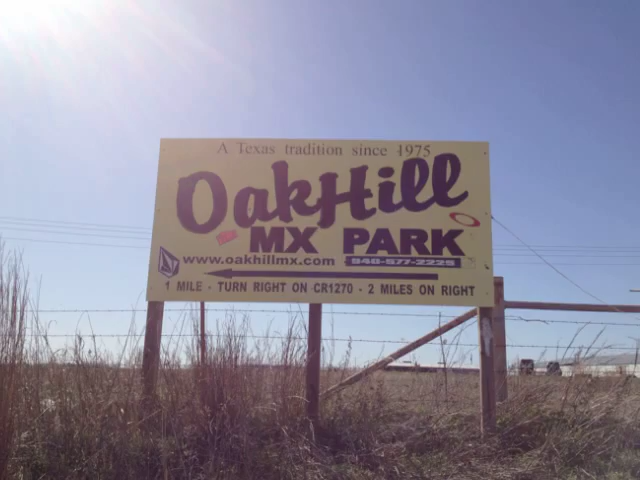 A Texas tradition since 1975
OakHill
MX PARK
www.oakhillmx.com 940-577-2225
1 MILE - TURN RIGHT ON CR1270 - 2 MILES ON RIGHT